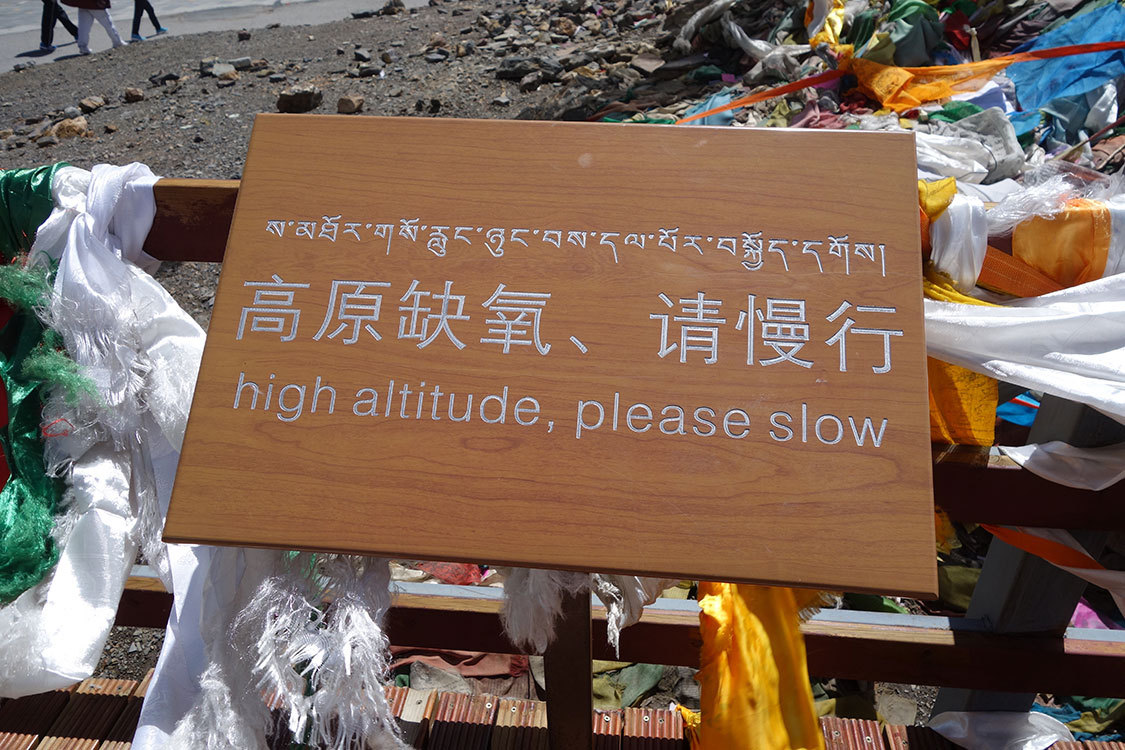 ས་མཐོར་གསོ་རླུང་ཉུང་བས་དལ་པོར་བསྐྱོད་དགོས།
高原缺氧、请慢行
high altitude, please slow